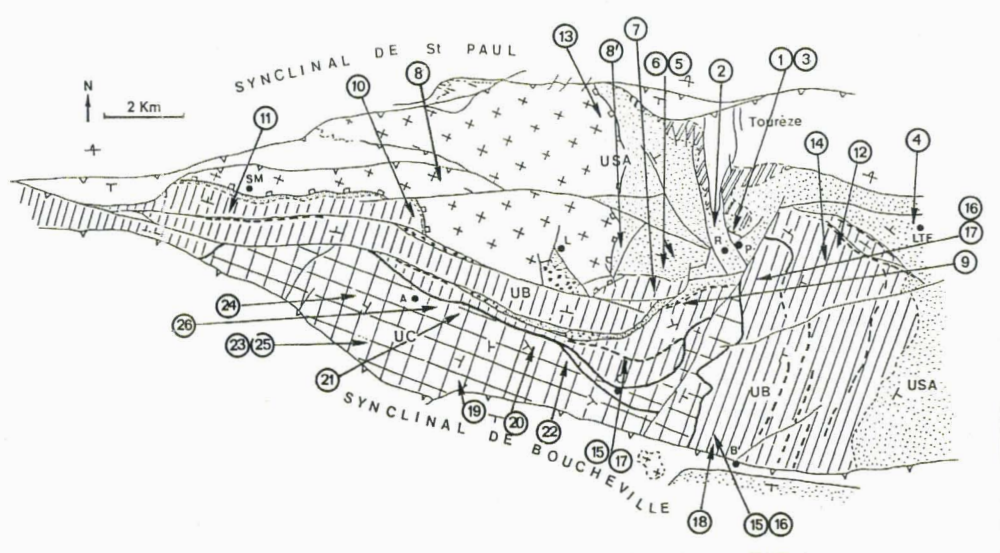 SYNCLINAL DE St PAUL
N
2 Km
13
8'
7
6 5
2
1 3
10
8
11
Tourèze
14
12
4
USA
SM
16
17
LTF
R
P
L
9
UB
24
A
26
UC
23 25
21
UB
USA
19
20
22
15
17
B'
18
15 16
SYNCLINAL DE BOUCHEVILLE